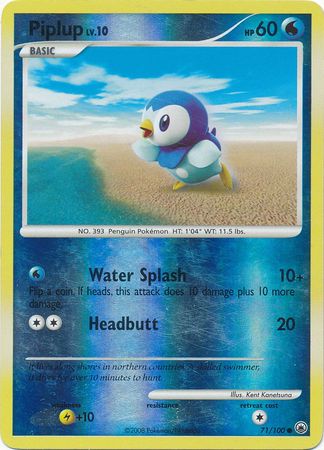 Piplup LV.10 HP 60
BASIC
NO. 393 Penguin Pokémon HT: 1'04" WT: 11.5 lbs.
Water Splash 10+
Flip a coin. If heads, this attack does 10 damage plus 10 more
damage.
Headbutt 20
It lives along shores in northern countries. A skilled swimmer,
it dives for over 10 minutes to hunt.
Illus. Kent Kanetsuna
weakness resistance retreat cost
+10
©2008 Pokémon/Nintendo
71/100